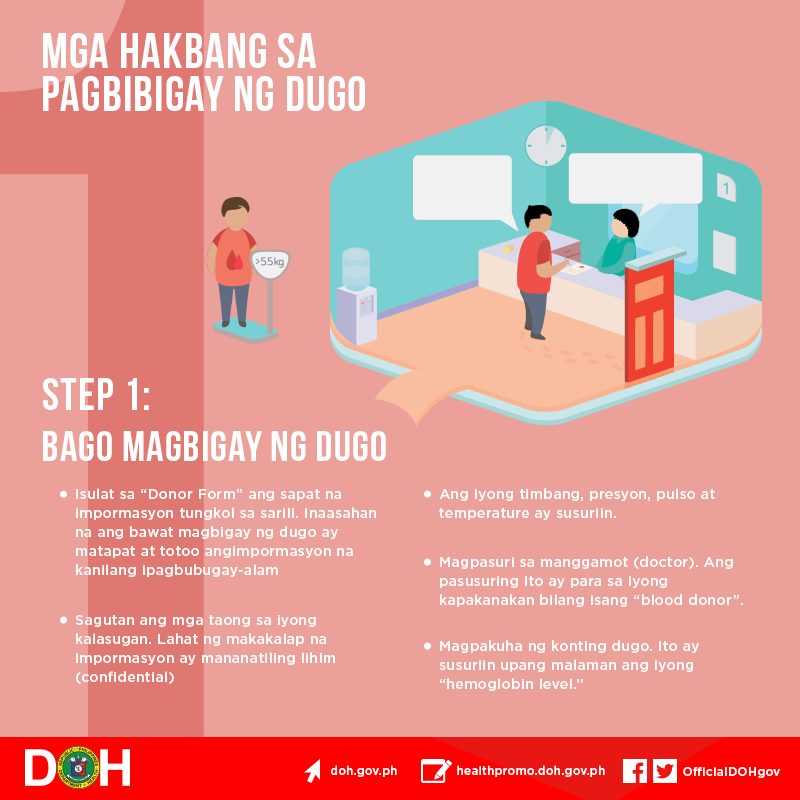 MGA HAKBANG SA
PAGBIBIGAY NG DUGO
>55kg
1
STEP 1:
BAGO MAGBIGAY NG DUGO
Isulat sa “Donor Form” ang sapat na
impormasyon tungkol sa sarili. Inaasahan
na ang bawat magbigay ng dugo ay
matapat at totoo angimpormasyon na
kanilang ipagbubugay-alam
Sagutan ang mga taong sa iyong
kalasugan. Lahat ng makakalap na
impormasyon ay mananatiling lihim
(confidential)
Ang iyong timbang, presyon, pulso at
temperature ay susuriin.
Magpasuri sa manggamot (doctor). Ang
pasusuring ito ay para sa iyong
kapakanakan bilang isang “blood donor”.
Magpakuha ng konting dugo. Ito ay
susuriin upang malaman ang iyong
“hemoglobin level.’’
DOH
doh.gov.ph
healthpromo.doh.gov.ph
OfficialDOHgov